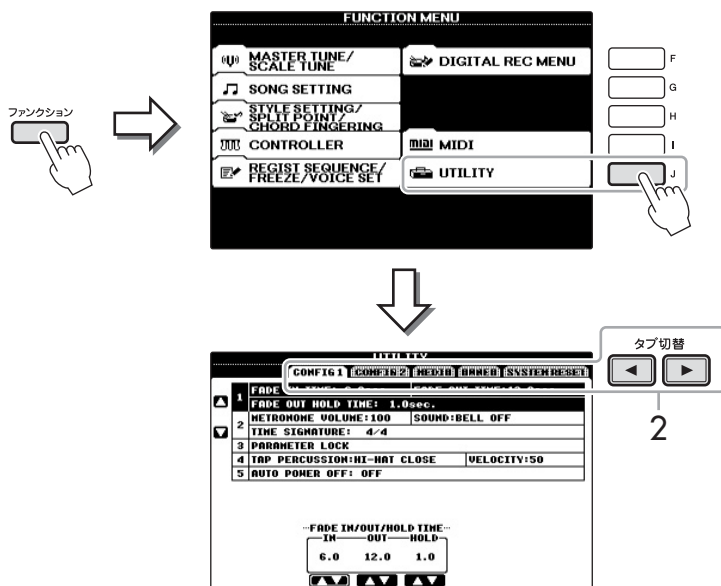 FUNCTION MENU
MASTER TUNE/
SCALE TUNE
DIGITAL REC MENU
F
SONG SETTING
G
STYLE SETTING/
SPLIT POINT/
CHORD FINGERING
H
ファンクション
CONTROLLER
MIDI MIDI
I
REGIST SEQUENCE/
FREEZE/VOICE SET
UTILITY
J
UTILITY
タブ切替
CONFIG 1 CONFIG 2 MEDIA OWNER SYSTEM RESET
1 FADE
FADE OUT HOLD TIME: 1.0sec.
2 METRONOME VOLUME:100 SOUND:BELL OFF
TIME SIGNATURE: 4/4
3 PARAMETER LOCK
4 TAP PERCUSSION:HI-HAT CLOSE VELOCITY:50
5 AUTO POWER OFF: OFF
2
FADE IN/OUT/HOLD TIME
IN OUT HOLD
6.0 12.0 1.0